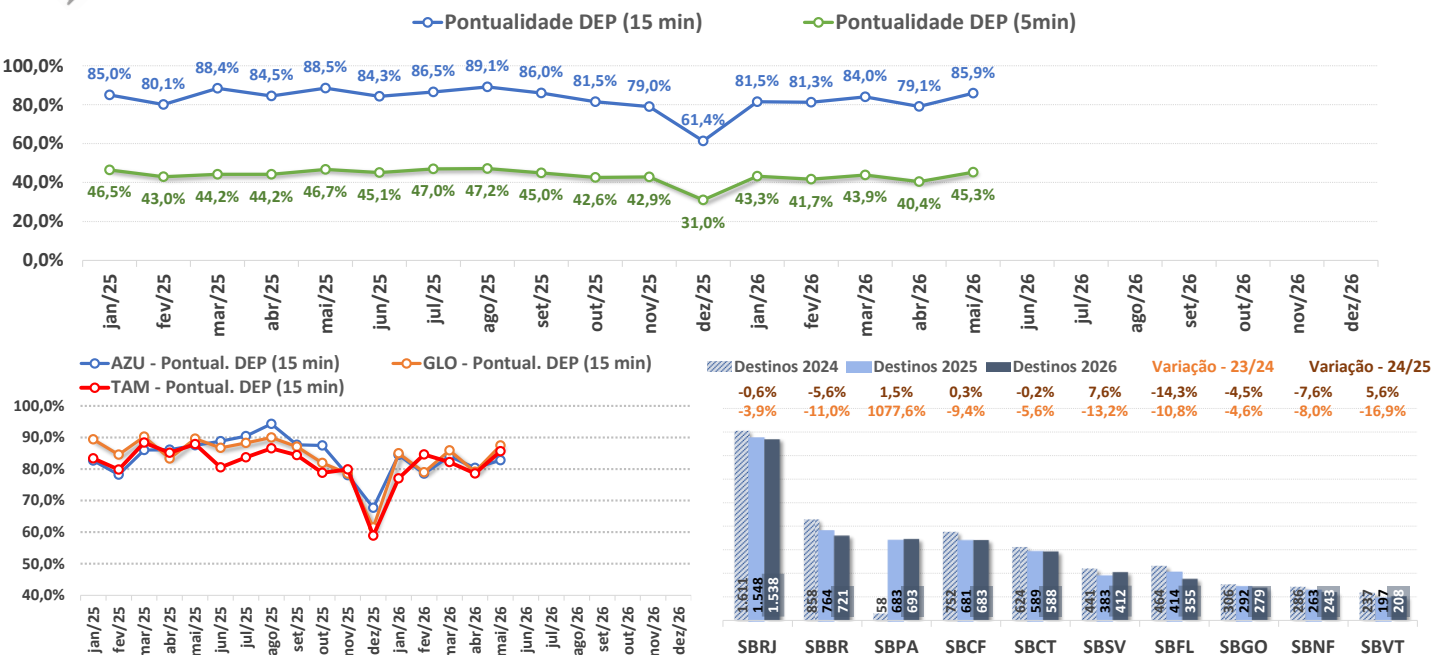 Pontualidade DEP (15 min) Pontualidade DEP (5min)
100,0%
80,0%
60,0%
40,0%
20,0%
0,0%
85,0% 80,1% 88,4% 84,5% 88,5% 84,3% 86,5% 89,1% 86,0% 81,5% 79,0% 61,4% 81,5% 81,3% 84,0% 79,1% 85,9%
46,5% 43,0% 44,2% 44,2% 46,7% 45,1% 47,0% 47,2% 45,0% 42,6% 42,9% 31,0% 43,3% 41,7% 43,9% 40,4% 45,3%
jan/25 fev/25 mar/25 abr/25 mai/25 jun/25 jul/25 ago/25 set/25 out/25 nov/25 dez/25 jan/26 fev/26 mar/26 abr/26 mai/26 jun/26 jul/26 ago/26 set/26 out/26 nov/26 dez/26
AZU - Pontual. DEP (15 min) GLO - Pontual. DEP (15 min)
TAM - Pontual. DEP (15 min)
100,0%
90,0%
80,0%
70,0%
60,0%
50,0%
40,0%
jan/25 fev/25 mar/25 abr/25 mai/25 jun/25 jul/25 ago/25 set/25 out/25 nov/25 dez/25 jan/26 fev/26 mar/26 abr/26 mai/26 jun/26 jul/26 ago/26 set/26 out/26 nov/26 dez/26
Destinos 2024 Destinos 2025 Destinos 2026 Variação - 23/24 Variação - 24/25
-0,6% -5,6% 1,5% 0,3% -0,2% 7,6% -14,3% -4,5% -7,6% 5,6%
-3,9% -11,0% 1077,6% -9,4% -5,6% -13,2% -10,8% -4,6% -8,0% -16,9%
1.611 1.548 1.538 858 764 721 58 683 693 752 681 683 624 589 588 441 383 412 464 414 355 306 292 279 286 263 243 237 197 208
SBRJ SBBR SBPA SBCF SBCT SBSV SBFL SBGO SBNF SBVT